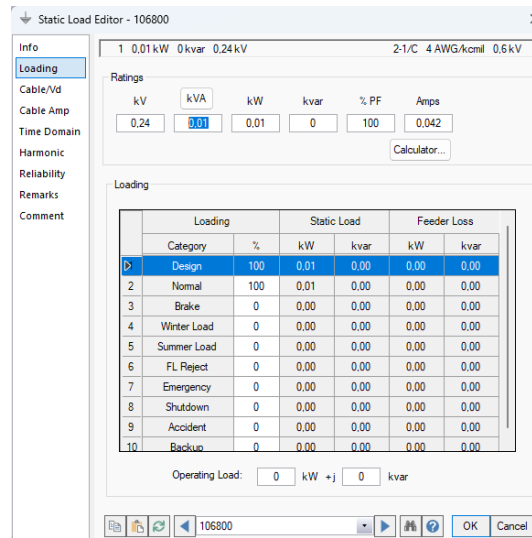 Static Load Editor - 106800
Info
Loading
Cable/Vd
Cable Amp
Time Domain
Harmonic
Reliability
Remarks
Comment
1 0,01 kW 0 kvar 0,24 kV 2-1/C 4 AWG/kcmil 0,6 kV
Ratings
kV kVA kW kvar % PF Amps
0,24 0,01 0,01 0 100 0,042
Calculator...
Loading
Loading Static Load Feeder Loss
Category % kW kvar kW kvar
Design 100 0,01 0,00 0,00 0,00
2 Normal 100 0,01 0,00 0,00 0,00
3 Brake 0 0,00 0,00 0,00 0,00
4 Winter Load 0 0,00 0,00 0,00 0,00
5 Summer Load 0 0,00 0,00 0,00 0,00
6 FL Reject 0 0,00 0,00 0,00 0,00
7 Emergency 0 0,00 0,00 0,00 0,00
8 Shutdown 0 0,00 0,00 0,00 0,00
9 Accident 0 0,00 0,00 0,00 0,00
10 Backup 0 0,00 0,00 0,00 0,00
Operating Load: 0 kW +j 0 kvar
106800 ? OK Cancel